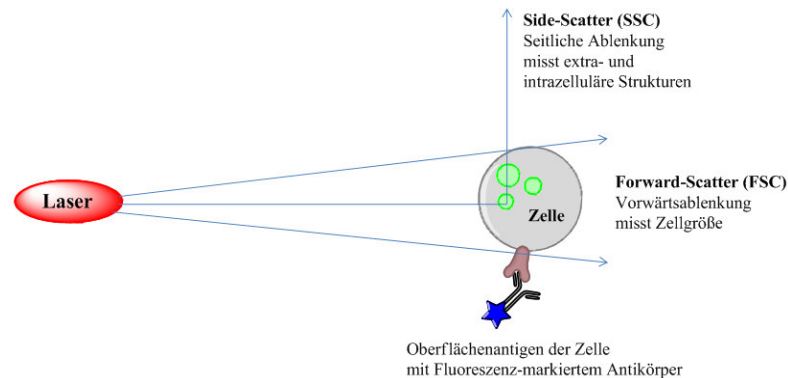 Side-Scatter (SSC)
Seitliche Ablenkung
misst extra- und
intrazelluläre Strukturen
Laser
Zelle
Forward-Scatter (FSC)
Vorwärtsablenkung
misst Zellgröße
Oberflächenantigen der Zelle
mit Fluoreszenz-markiertem Antikörper